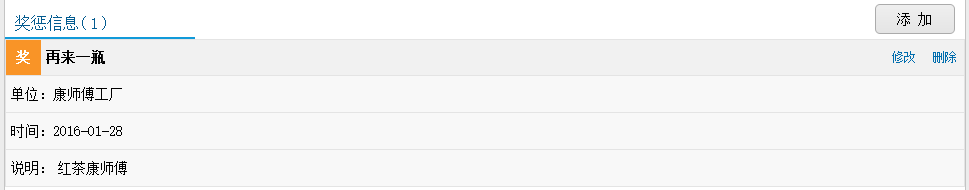 奖惩信息(1)
添 加
奖 再来一瓶 修改 删除
单位：康师傅工厂
时间：2016-01-28
说明： 红茶康师傅